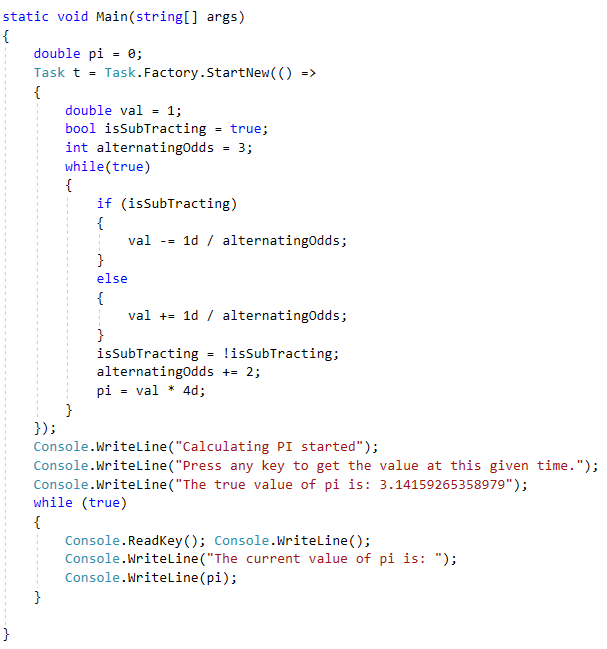 static void Main(string[] args)
{
    double pi = 0;
    Task t = Task.Factory.StartNew(() =>
    {
        double val = 1;
        bool isSubTracting = true;
        int alternatingOdds = 3;
        while(true)
        {
            if (isSubTracting)
            {
                val -= 1d / alternatingOdds;
            }
            else
            {
                val += 1d / alternatingOdds;
            }
            isSubTracting = !isSubTracting;
            alternatingOdds += 2;
            pi = val * 4d;
        }
    });
    Console.WriteLine("Calculating PI started");
    Console.WriteLine("Press any key to get the value at this given time.");
    Console.WriteLine("The true value of pi is: 3.14159265358979");
    while (true)
    {
        Console.ReadKey(); Console.WriteLine();
        Console.WriteLine("The current value of pi is: ");
        Console.WriteLine(pi);
    }
}